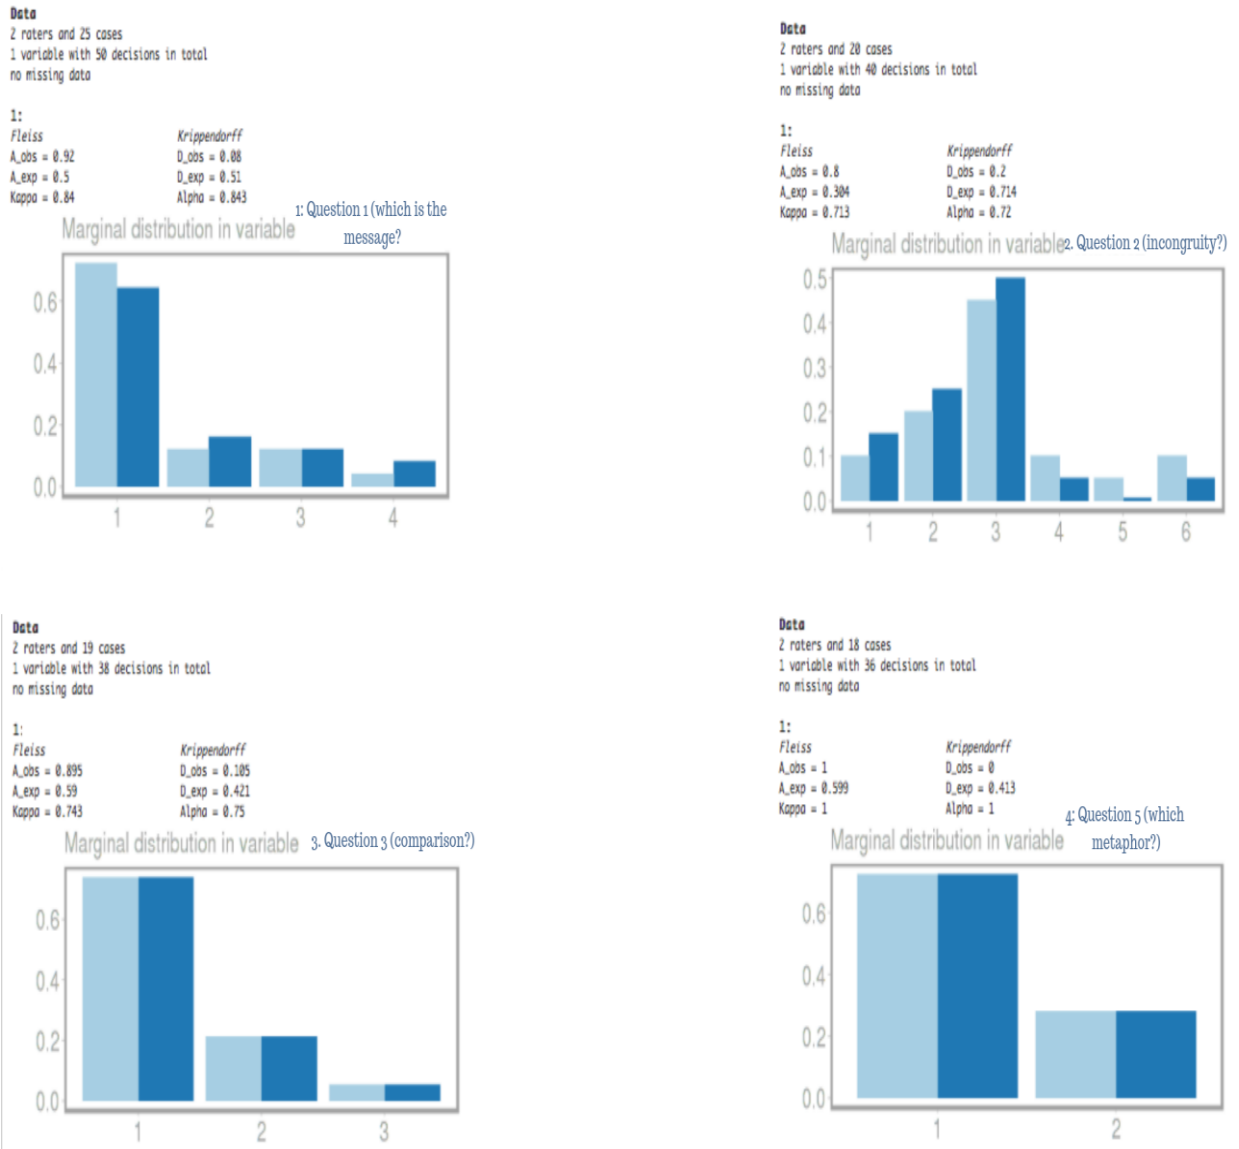 Data
2 raters and 25 cases
1 variable with 50 decisions in total
no missing data
1:
Fleiss Krippendorff
A_obs = 0.92 D_obs = 0.08
A_exp = 0.5 D_exp = 0.51
Kappa = 0.84 Alpha = 0.843
1: Question 1 (which is the
message?
Marginal distribution in variable
0.6
0.4
0.2
0.0
1 2 3 4
Data
2 raters and 20 cases
1 variable with 40 decisions in total
no missing data
1:
Fleiss Krippendorff
A_obs = 0.8 D_obs = 0.2
A_exp = 0.304 D_exp = 0.714
Kappa = 0.713 Alpha = 0.72
Marginal distribution in variable 2. Question 2 (incongruity?)
0.5
0.4
0.3
0.2
0.1
0.0
1 2 3 4 5 6
Data
2 raters and 19 cases
1 variable with 38 decisions in total
no missing data
1:
Fleiss Krippendorff
A_obs = 0.895 D_obs = 0.105
A_exp = 0.59 D_exp = 0.421
Kappa = 0.743 Alpha = 0.75
Marginal distribution in variable 3. Question 3 (comparison?)
0.6
0.4
0.2
0.0
1 2 3
Data
2 raters and 18 cases
1 variable with 36 decisions in total
no missing data
1:
Fleiss Krippendorff
A_obs = 1 D_obs = 0
A_exp = 0.599 D_exp = 0.413
Kappa = 1 Alpha = 1
4: Question 5 (which
metaphor?)
Marginal distribution in variable
0.6
0.4
0.2
0.0
1 2